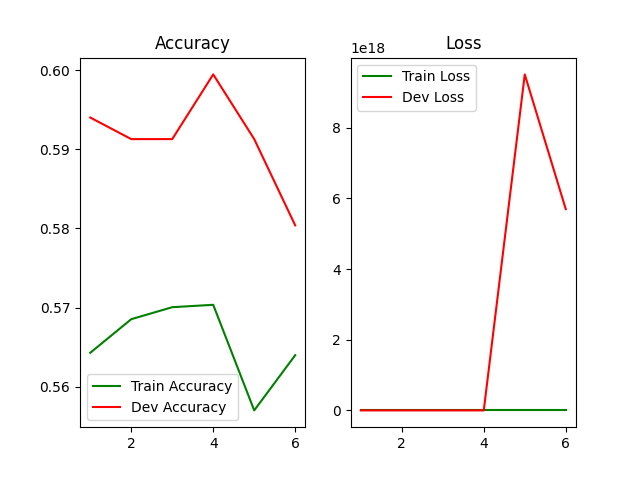 Accuracy
0.60
0.59
0.58
0.57
0.56
2
4
6
Train Accuracy
Dev Accuracy
Loss
1e18
8
6
4
2
0
2
4
6
Train Loss
Dev Loss